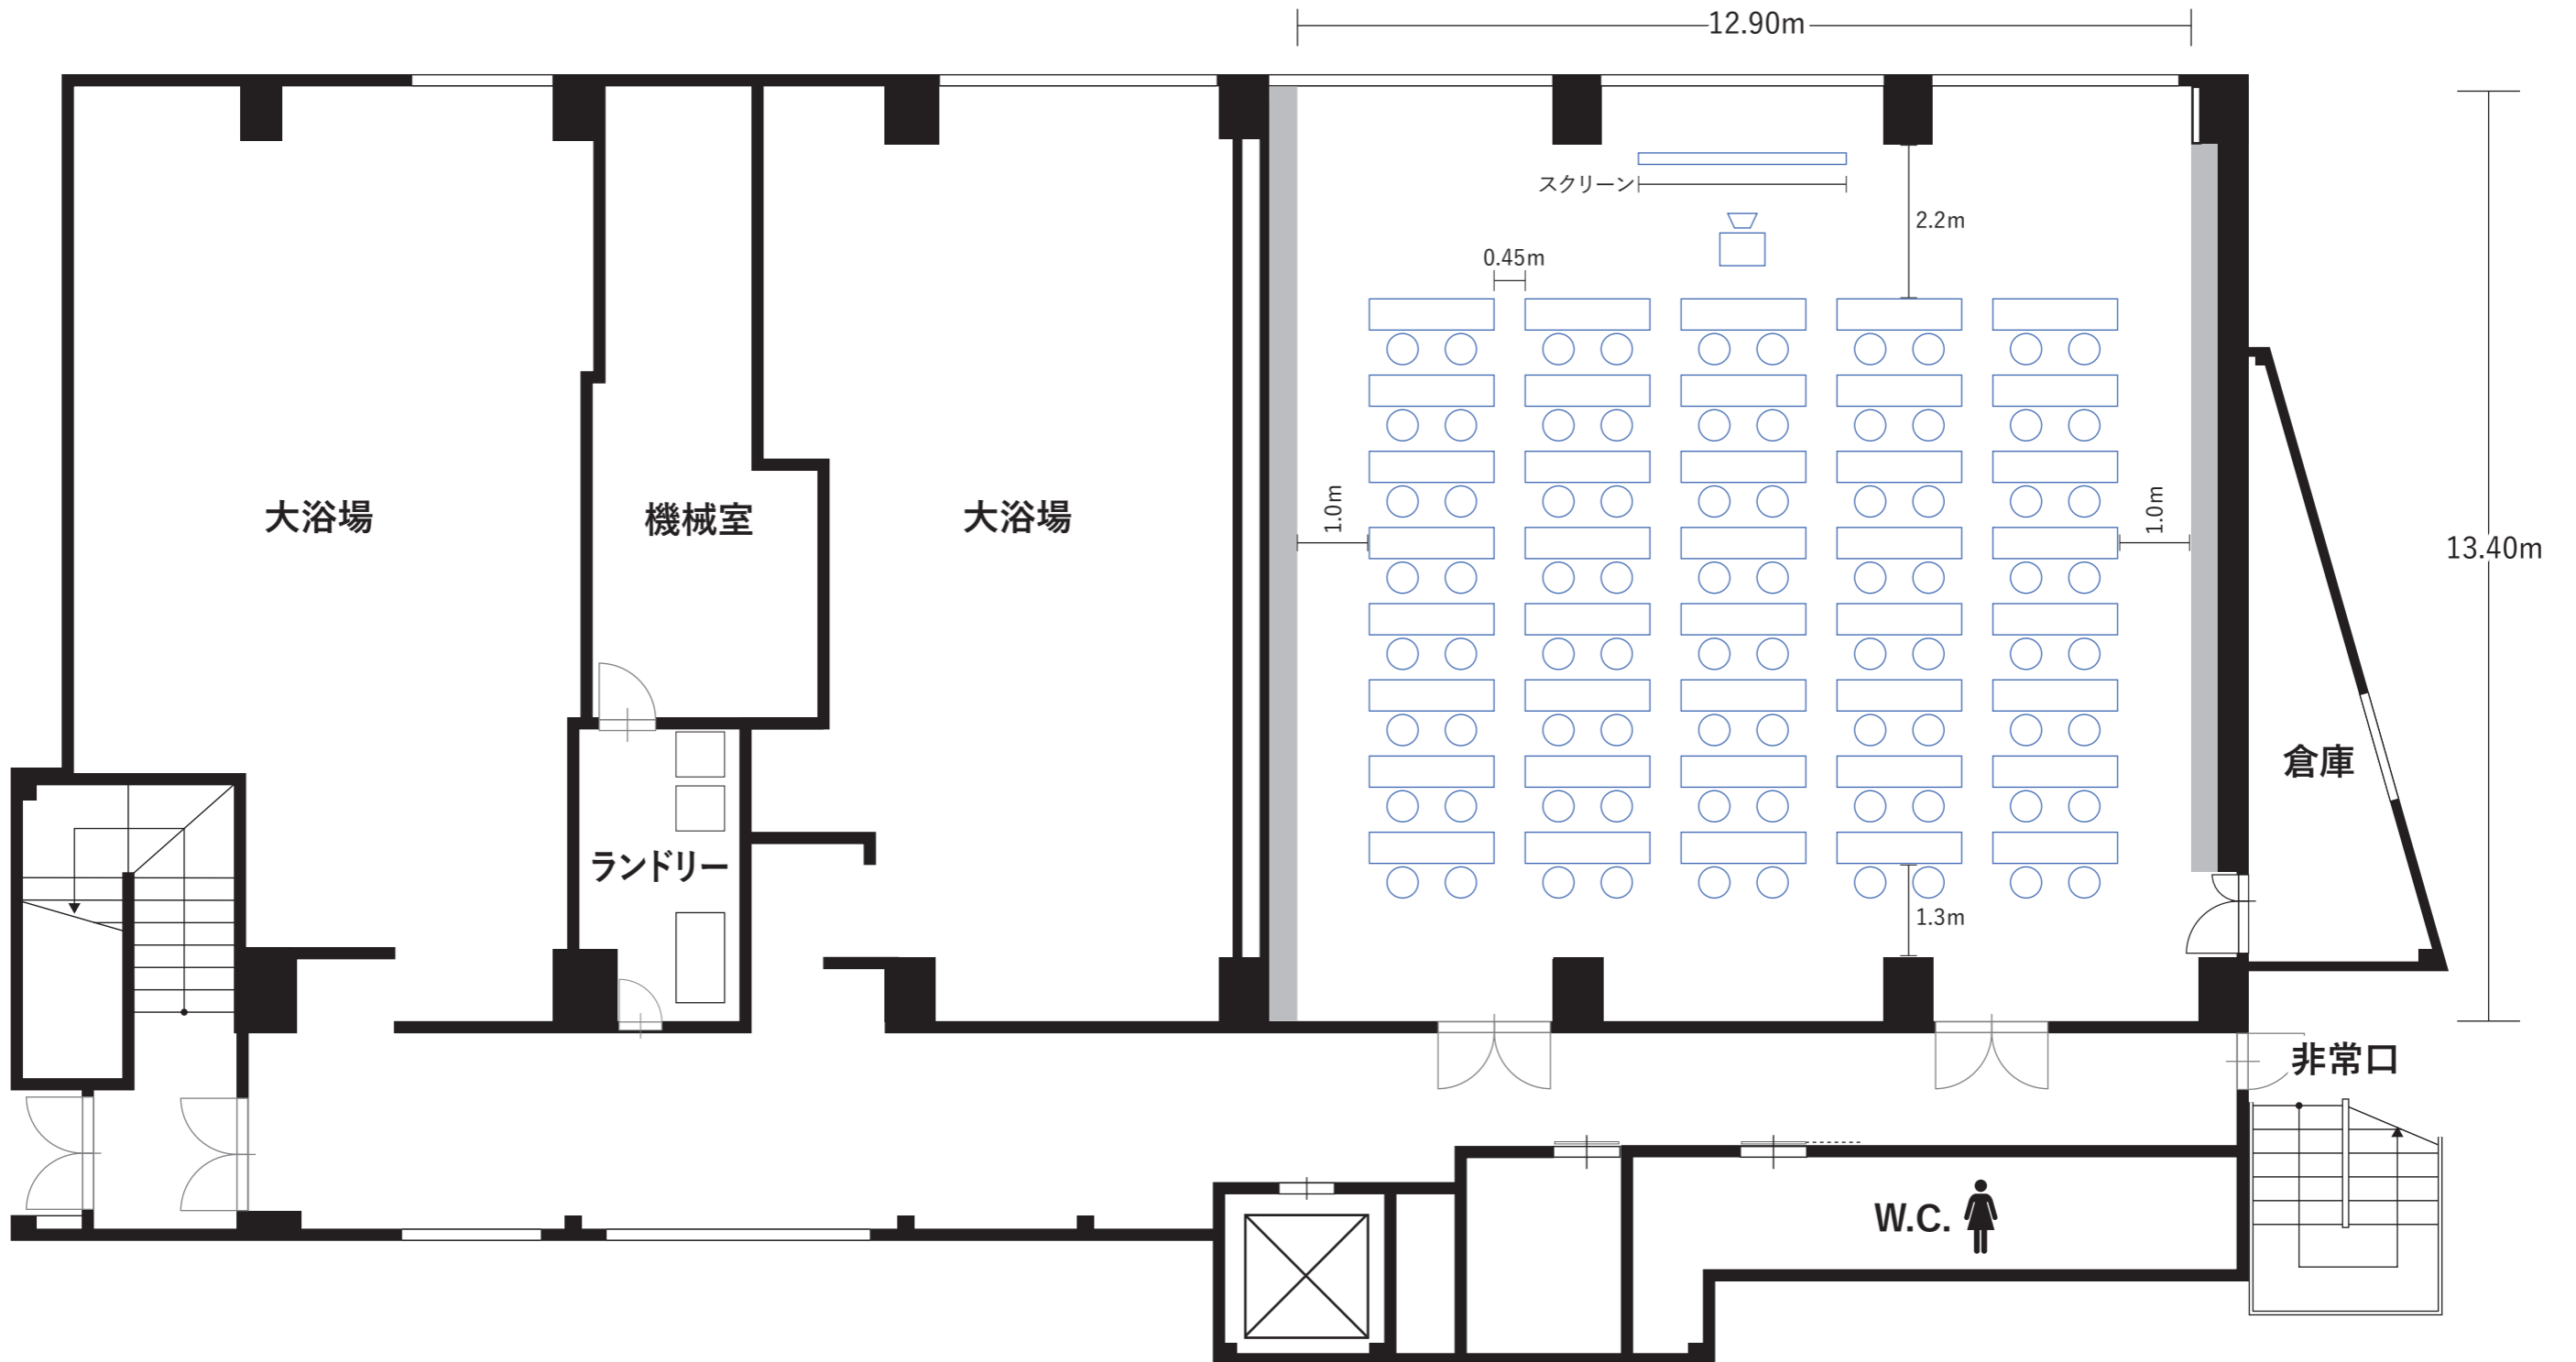 12.90m
スクリーン
2.2m
0.45m
大浴場
機械室
大浴場
1.0m
1.0m
13.40m
倉庫
ランドリー
1.3m
非常口
W.C.